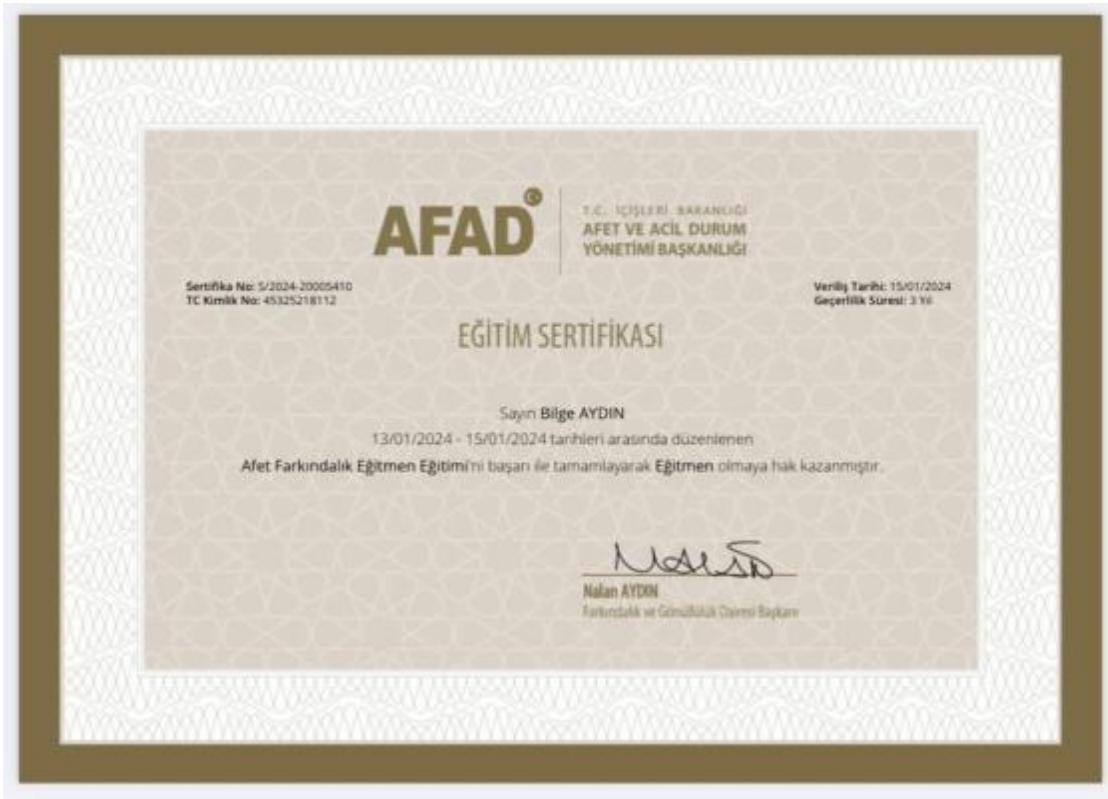 AFAD
T.C. İÇİŞLERİ BAKANLIĞI
AFET VE ACİL DURUM
YÖNETİMİ BAŞKANLIĞI
Sertifika No: S/2024-20005410
TC Kimlik No: 45325218112
Veriliş Tarihi: 15/01/2024
Geçerlilik Süresi: 3 Yıl
EĞİTİM SERTİFİKASI
Sayın Bilge AYDIN
13/01/2024 - 15/01/2024 tarihleri arasında düzenlenen
Afet Farkındalık Eğitmen Eğitimi'ni başarı ile tamamlayarak Eğitmen olmaya hak kazanmıştır.
Nalan AYDIN
Farkındalık ve Gönüllülük Dairesi Başkanı